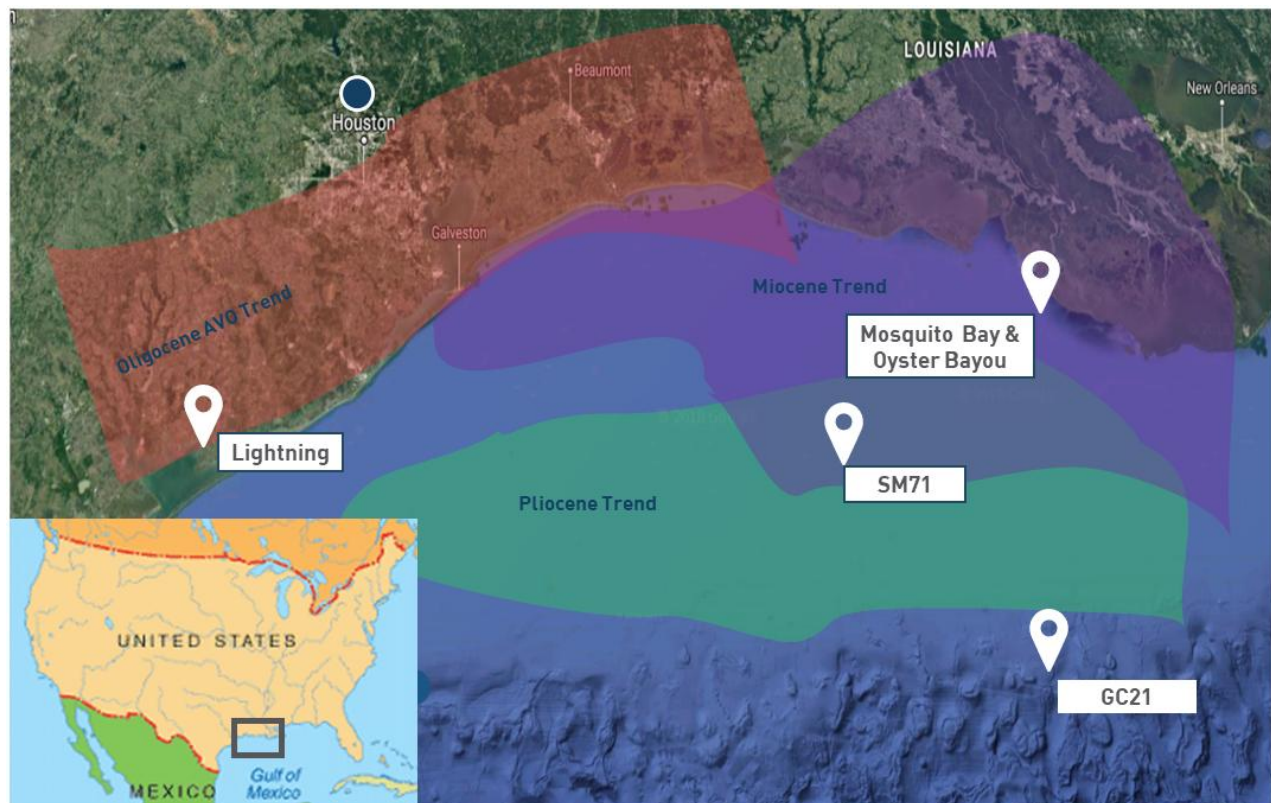 LOUISIANA
Beaumont
New Orleans
Houston
Galveston
Miocene Trend
Oligocene AVO Trend
Mosquito Bay &
Oyster Bayou
Lightning
SM71
Pliocene Trend
GC21
UNITED STATES
Gulf of
Mexico
MEXICO